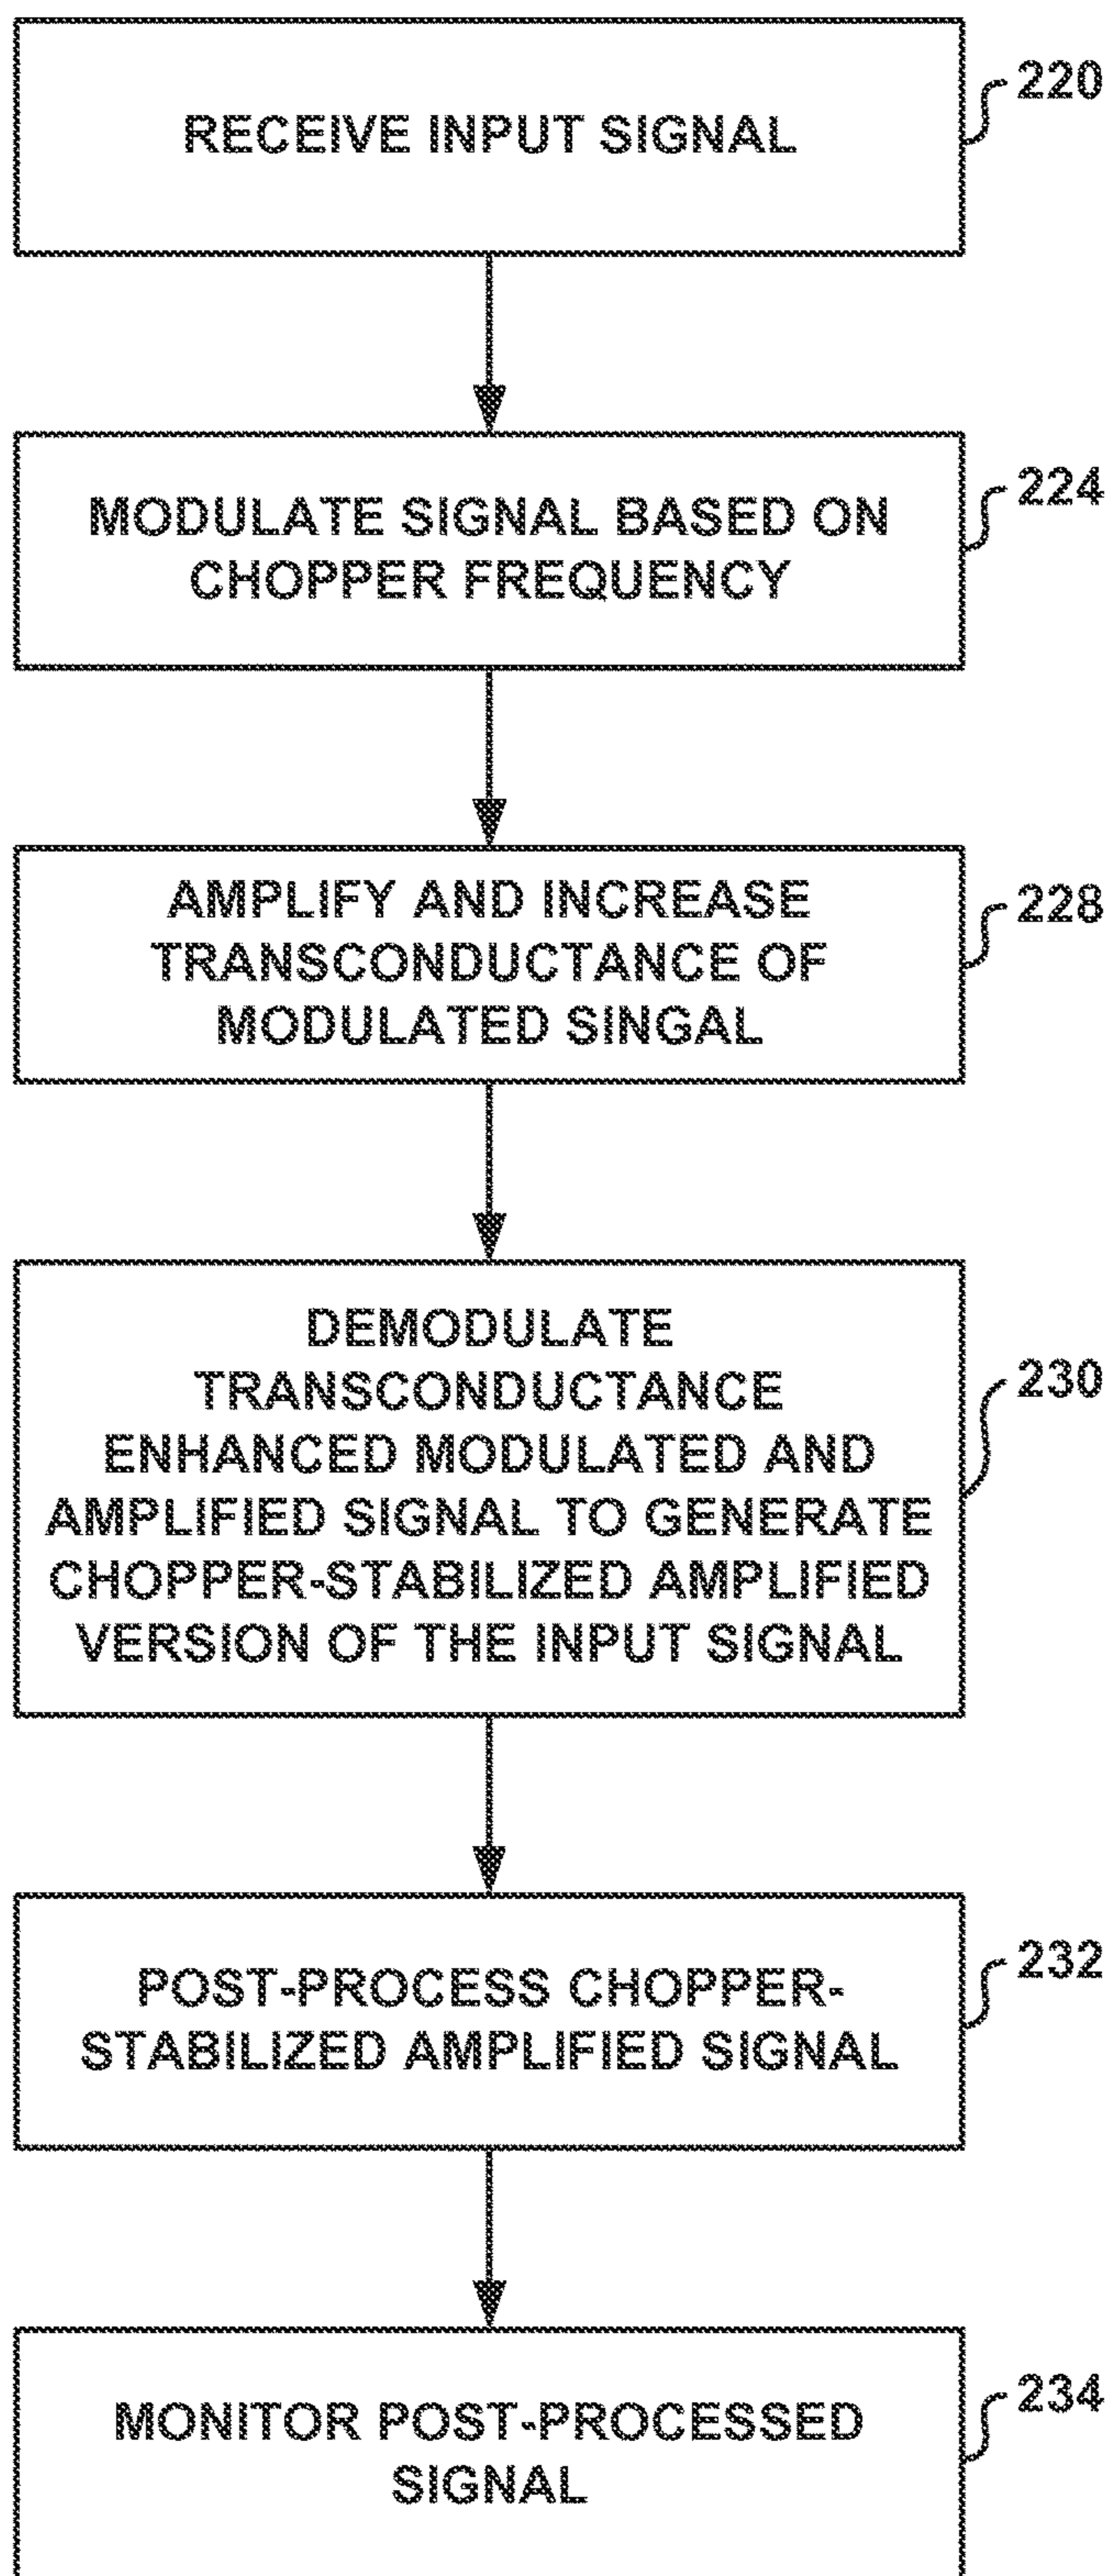 RECEIVE INPUT SIGNAL
220
MODULATE SIGNAL BASED ON
CHOPPER FREQUENCY
224
AMPLIFY AND INCREASE
TRANSCONDUCTANCE OF
MODULATED SINGAL
228
DEMODULATE
TRANSCONDUCTANCE
ENHANCED MODULATED AND
AMPLIFIED SIGNAL TO GENERATE
CHOPPER-STABILIZED AMPLIFIED
VERSION OF THE INPUT SIGNAL
230
POST-PROCESS CHOPPER-
STABILIZED AMPLIFIED SIGNAL
232
MONITOR POST-PROCESSED
SIGNAL
234